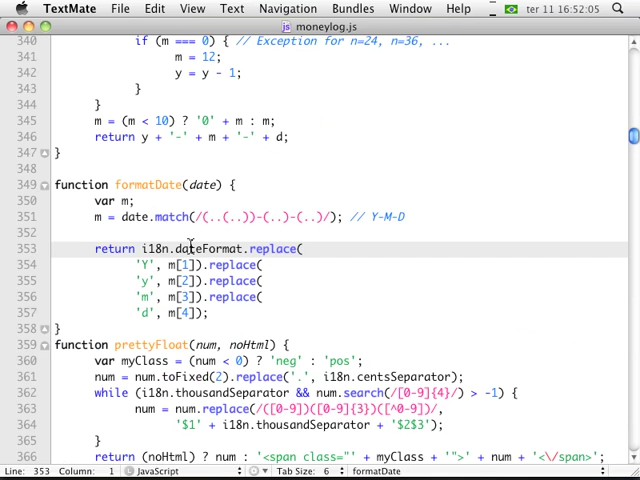 TextMate File Edit View Text Navigation Bundles Window Help ter 11 16:52:05
moneylog.js
340 if (m === 0) { // Exception for n=24, n=36, ...
341 m = 12;
342 y = y - 1;
343 }
344 }
345 m = (m < 10) ? '0' + m : m;
346 return y + '-' + m + '-' + d;
347 }
348
349 function formatDate(date) {
350 var m;
351 m = date.match(/(..(..))-(..)-(..)/); // Y-M-D
352
353 return i18n.dateFormat.replace(
354 'Y', m[1]).replace(
355 'y', m[2]).replace(
356 'm', m[3]).replace(
357 'd', m[4]);
358 }
359 function prettyFloat(num, noHtml) {
360 var myClass = (num < 0) ? 'neg' : 'pos';
361 num = num.toFixed(2).replace('.', i18n.centsSeparator);
362 while (i18n.thousandSeparator && num.search(/[0-9]{4}/) > -1) {
363 num = num.replace(/([0-9])([0-9]{3})([^0-9])/,
364 '$1' + i18n.thousandSeparator + '$2$3');
365 }
366 return (noHtml) ? num : '<span class="' + myClass + '">' + num + '<\/span>';
Line: 353 Column: 1 JavaScript Tab Size: 6 formatDate